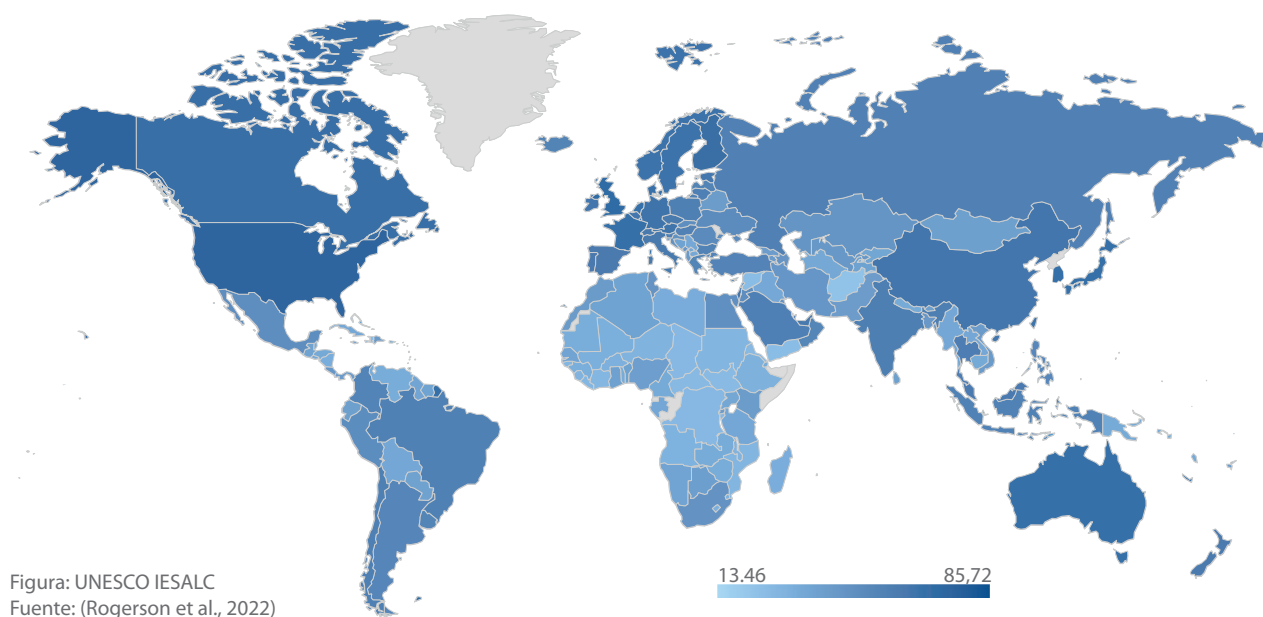 13.46 85,72
Figura: UNESCO IESALC
Fuente: (Rogerson et al., 2022)